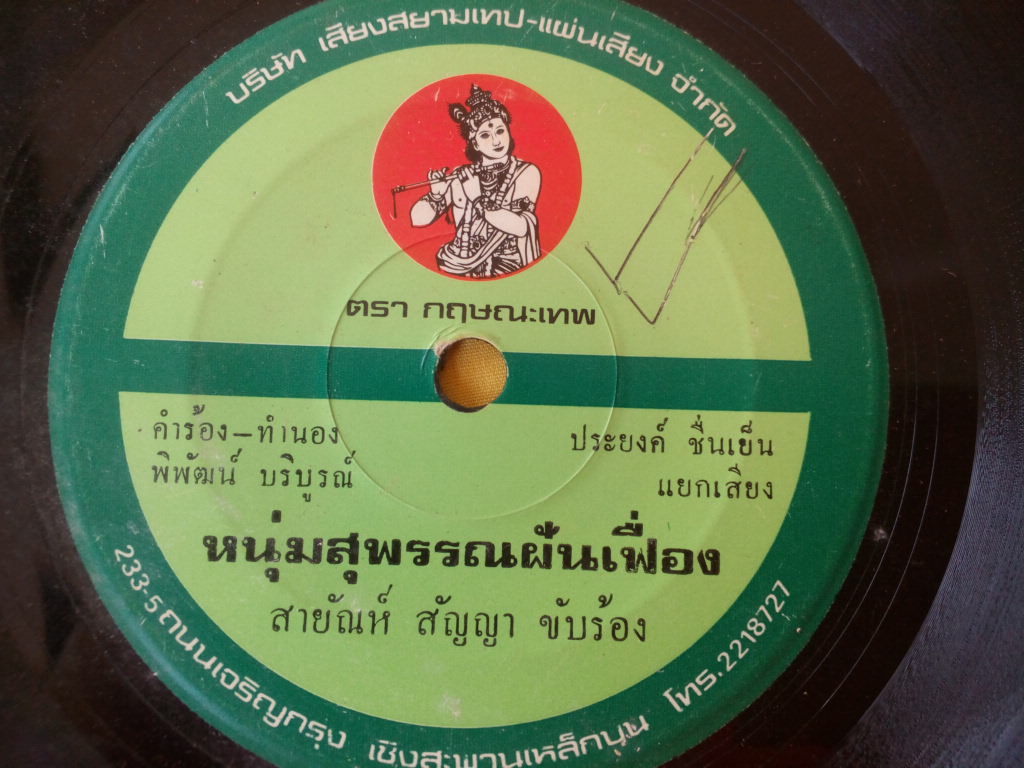 บริษัท เสียงสยามเทป-แผ่นเสียง จำกัด
ตรา กฤษณะเทพ
คำร้อง-ทำนอง
พิพัฒน์ บริบูรณ์
ประยงค์ ชื่นเย็น
แยกเสียง
หนุ่มสุพรรณฝันเฟื่อง
สายัณห์ สัญญา ขับร้อง
233-5 ถนนเจริญกรุง เชิงสะพานเหล็กบน โทร.2218727